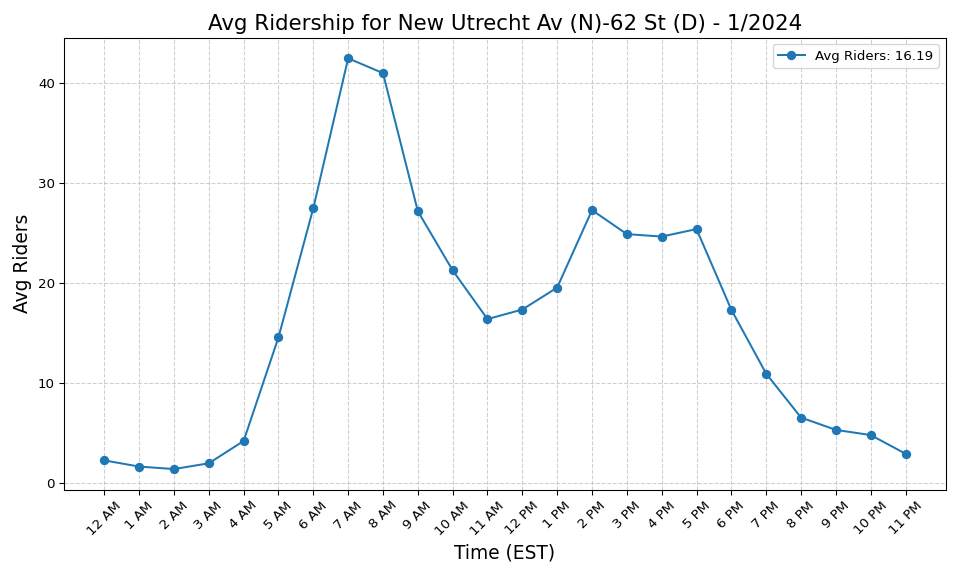 Avg Ridership for New Utrecht Av (N)-62 St (D) - 1/2024
Avg Riders: 16.19
Avg Riders
40
30
20
10
0
12 AM
1 AM
2 AM
3 AM
4 AM
5 AM
6 AM
7 AM
8 AM
9 AM
10 AM
11 AM
12 PM
1 PM
2 PM
3 PM
4 PM
5 PM
6 PM
7 PM
8 PM
9 PM
10 PM
11 PM
Time (EST)